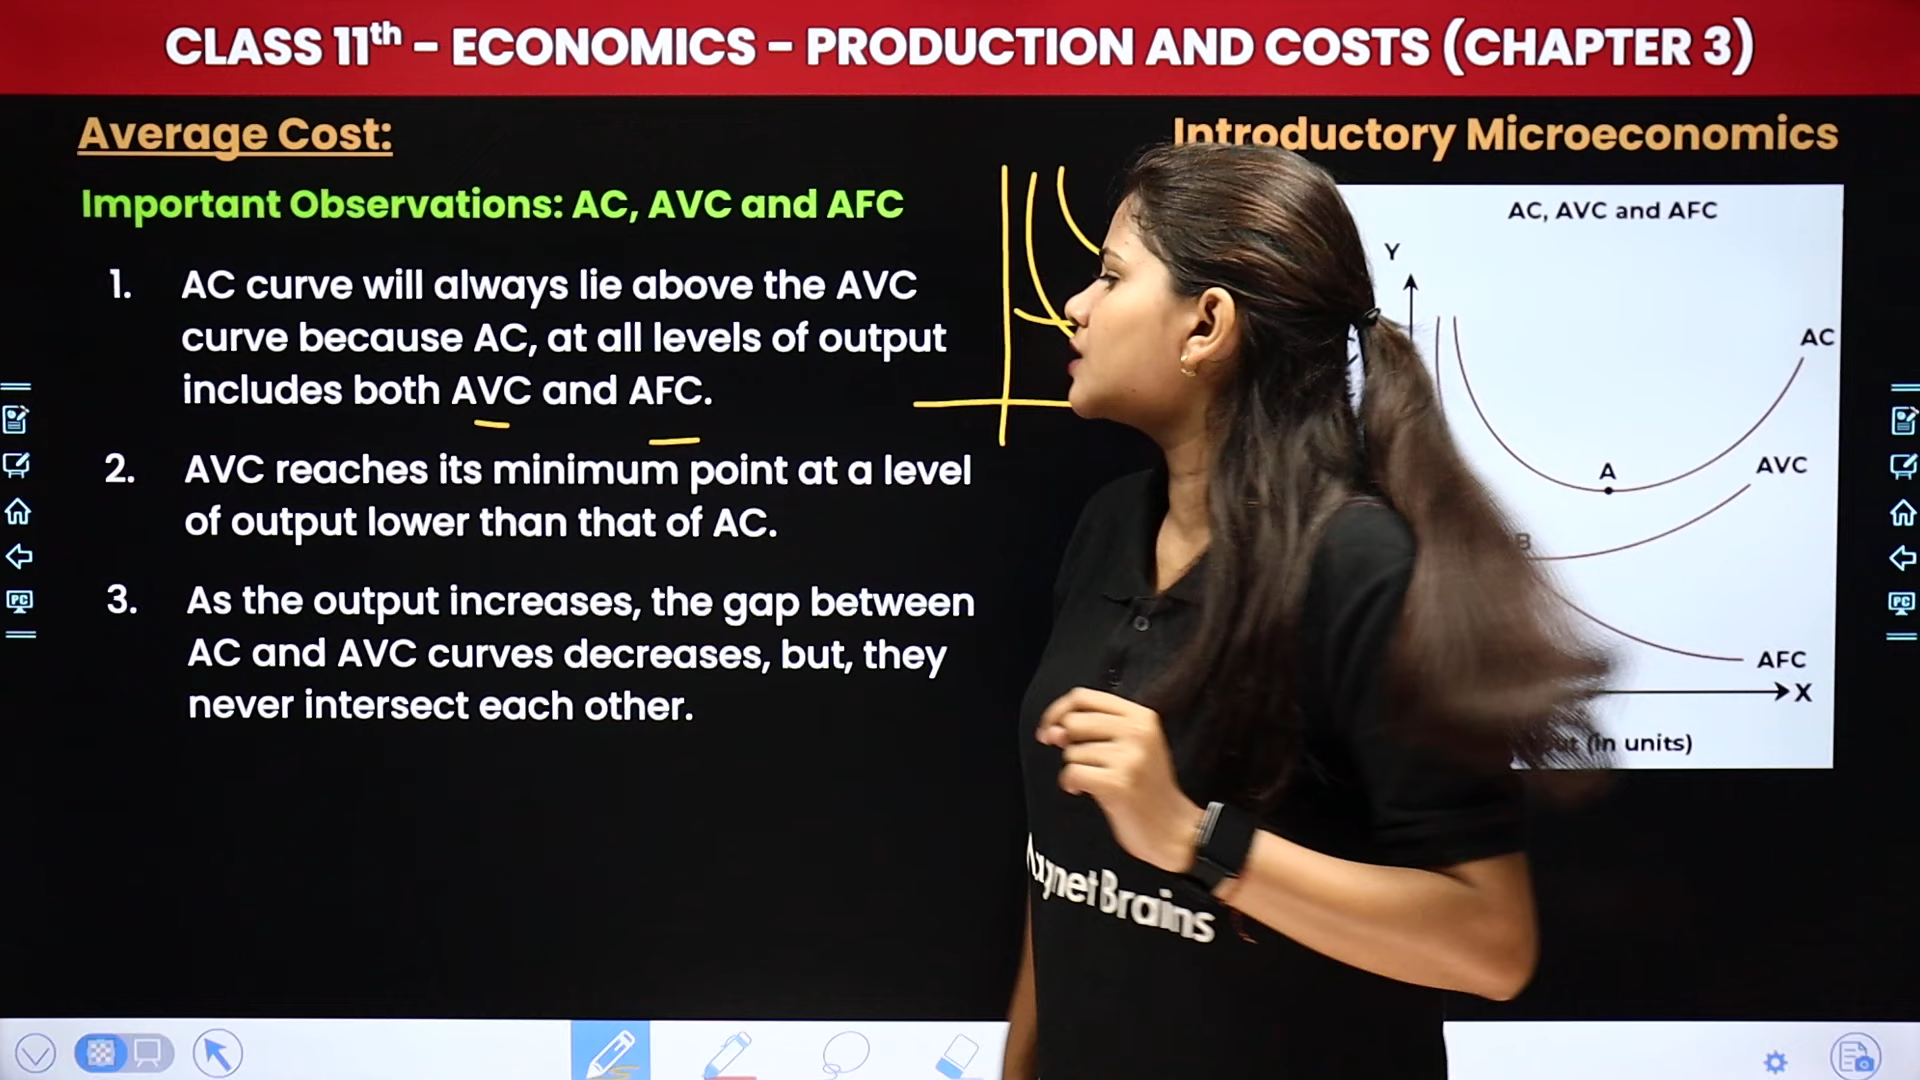 CLASS 11th – ECONOMICS – PRODUCTION AND COSTS (CHAPTER 3)
Average Cost:
Introductory Microeconomics
Important Observations: AC, AVC and AFC
1. AC curve will always lie above the AVC
curve because AC, at all levels of output
includes both AVC and AFC.
2. AVC reaches its minimum point at a level
of output lower than that of AC.
3. As the output increases, the gap between
AC and AVC curves decreases, but, they
never intersect each other.
AC, AVC and AFC
Y
AC
A
AVC
B
AFC
X
(in units)
PC
PC
MagnetBrains